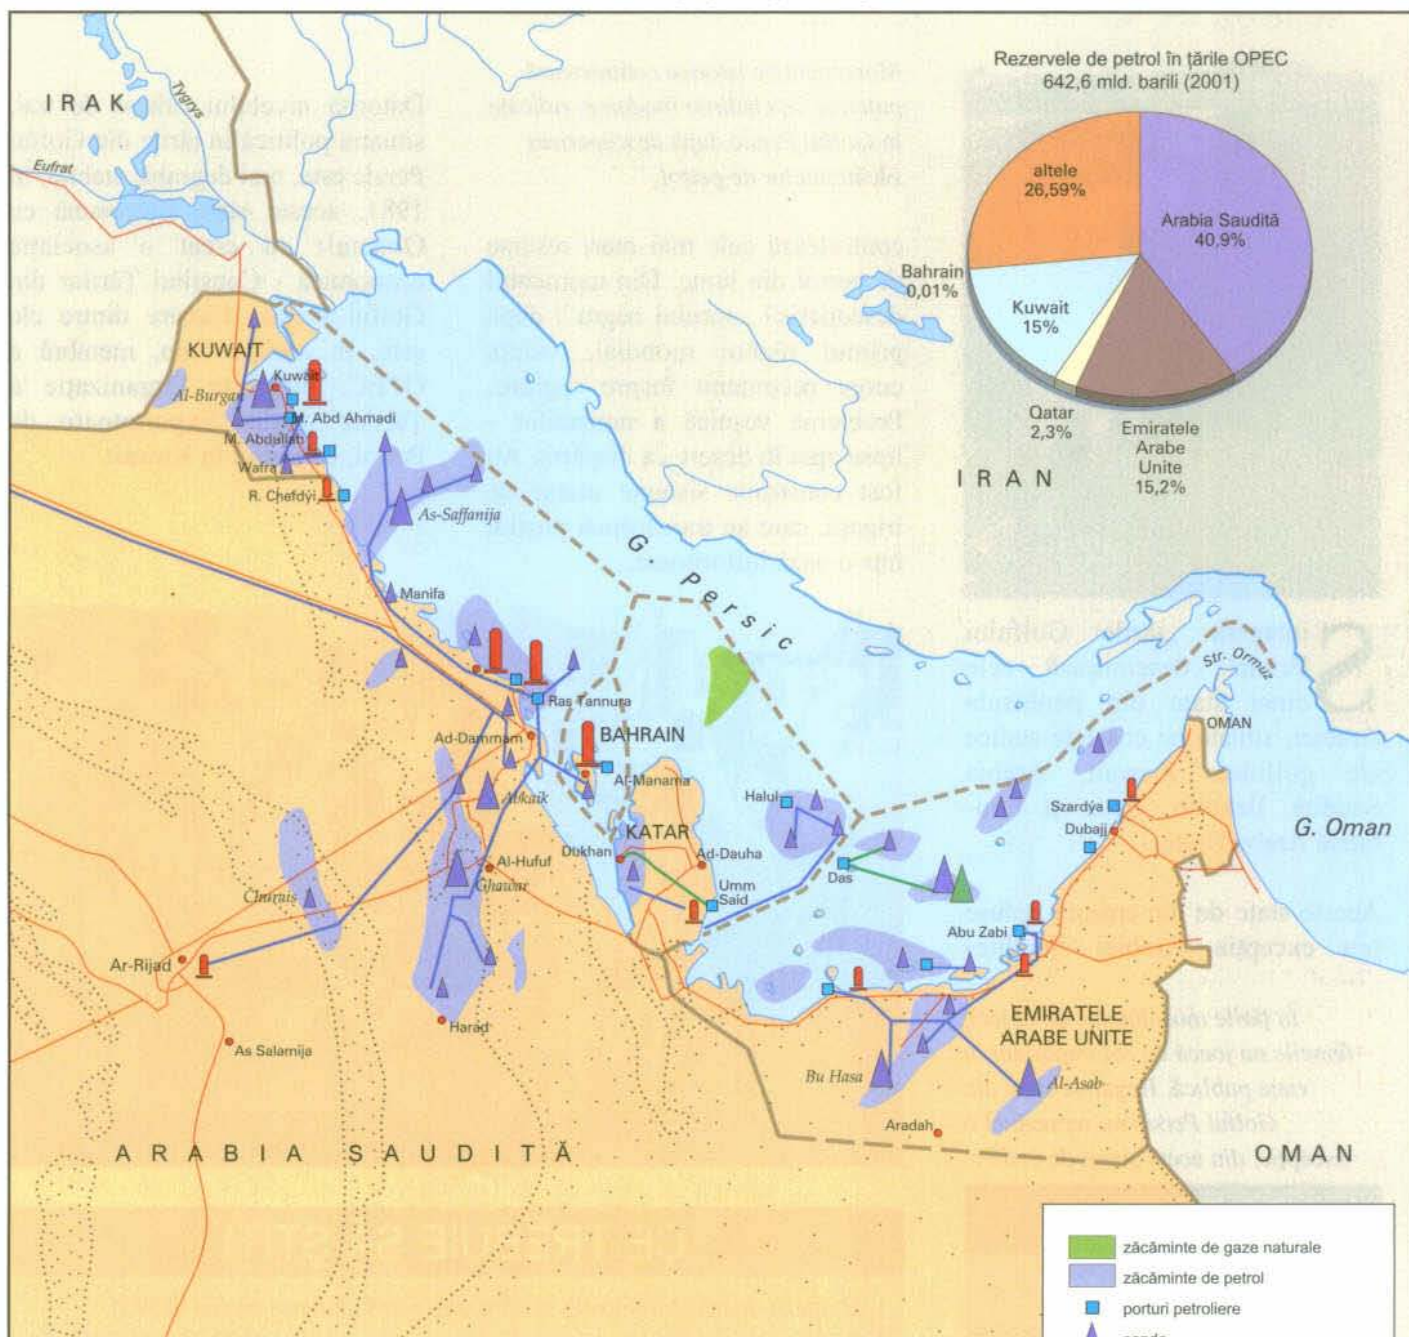 Rezervele de petrol în țările OPEC
642,6 mld. barili (2001)
altele
26,59%
Arabia Saudită
40,9%
Bahrain
0,01%
Kuwait
15%
Qatar
2,3%
Emiratele
Arabe
Unite
15,2%
IRAK
Tygrys
Eufrat
KUWAIT
Kuwait
Al-Burgan
M. Abd Ahmadi
M. Abdallah
Wafra
R. Chefdýi
As-Saffanija
IRAN
G. Persic
Manifa
Str. Ormuz
Ras Tannura
OMAN
Ad-Dammam
BAHRAIN
Al-Manama
Abkaik
Halul
Szardýa
G. Oman
KATAR
Dubajj
Dukhan
Ad-Dauha
Al-Hufuf
Ghawar
Das
Umm
Said
Churais
Abu Zabi
Ar-Rijad
Harad
EMIRATELE
ARABE UNITE
As Salamija
Bu Hasa
Al-Asab
Aradah
ARABIA SAUDITĂ
OMAN
zăcăminte de gaze naturale
zăcăminte de petrol
porturi petroliere